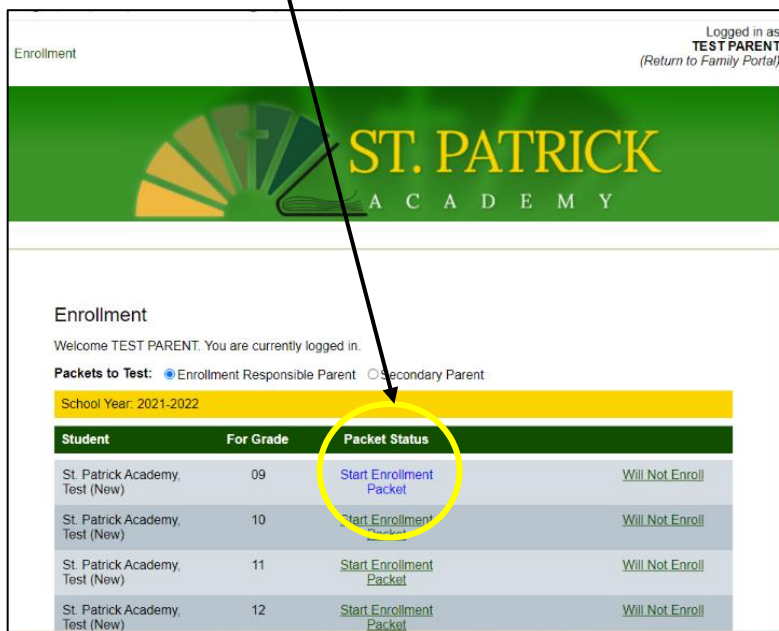 Enrollment
Logged in as
TEST PARENT
(Return to Family Portal)
ST. PATRICK
ACADEMY
Enrollment
Welcome TEST PARENT. You are currently logged in.
Packets to Test: Enrollment Responsible Parent Secondary Parent
School Year: 2021-2022
Student For Grade Packet Status
St. Patrick Academy, 09 Start Enrollment Will Not Enroll
Test (New) Packet
St. Patrick Academy, 10 Start Enrollment Will Not Enroll
Test (New) Packet
St. Patrick Academy, 11 Start Enrollment Will Not Enroll
Test (New) Packet
St. Patrick Academy, 12 Start Enrollment Will Not Enroll
Test (New) Packet